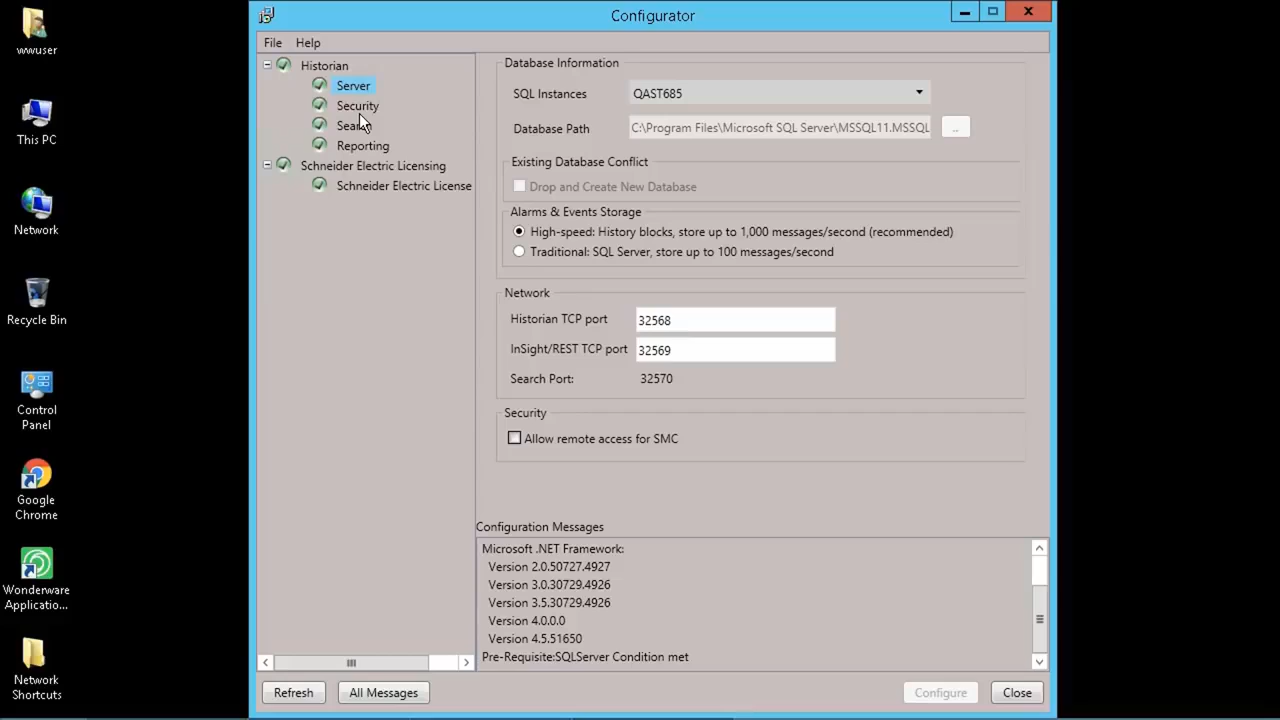 wwuser
This PC
Network
Recycle Bin
Control
Panel
Google
Chrome
Wonderware
Applicatio...
Network
Shortcuts
Configurator
File Help
Historian
Server
Security
Reporting
Schneider Electric Licensing
Schneider Electric License
Database Information
SQL Instances QAST685
Database Path C:\Program Files\Microsoft SQL Server\MSSQL11.MSSQL ..
Existing Database Conflict
Drop and Create New Database
Alarms & Events Storage
High-speed: History blocks, store up to 1,000 messages/second (recommended)
Traditional: SQL Server, store up to 100 messages/second
Network
Historian TCP port 32568
InSight/REST TCP port 32569
Search Port: 32570
Security
Allow remote access for SMC
Configuration Messages
Microsoft .NET Framework:
Version 2.0.50727.4927
Version 3.0.30729.4926
Version 3.5.30729.4926
Version 4.0.0.0
Version 4.5.51650
Pre-Requisite:SQLServer Condition met
Refresh All Messages Configure Close